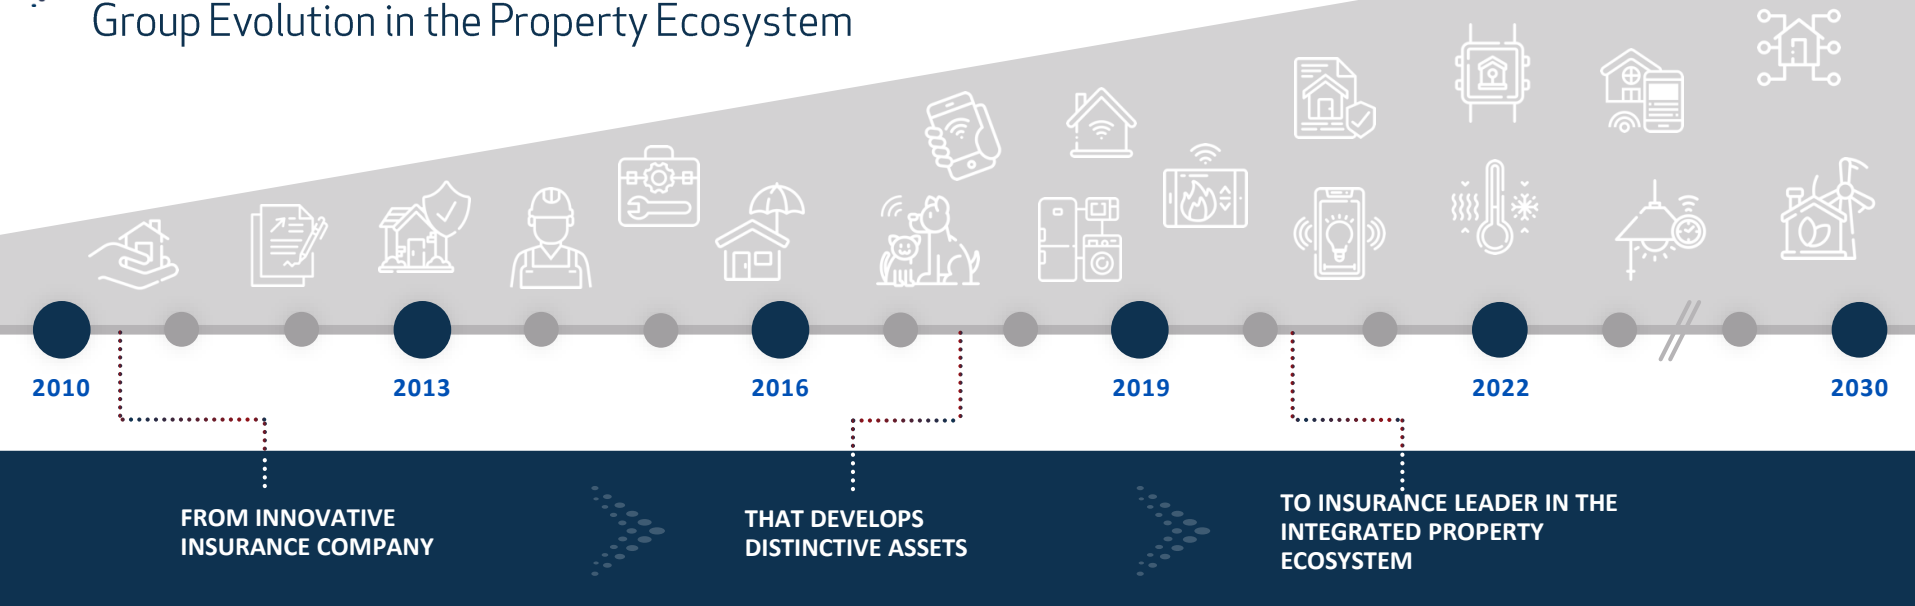 Group Evolution in the Property Ecosystem
2010
2013
2016
2019
2022
2030
FROM INNOVATIVE
INSURANCE COMPANY
THAT DEVELOPS
DISTINCTIVE ASSETS
TO INSURANCE LEADER IN THE
INTEGRATED PROPERTY
ECOSYSTEM